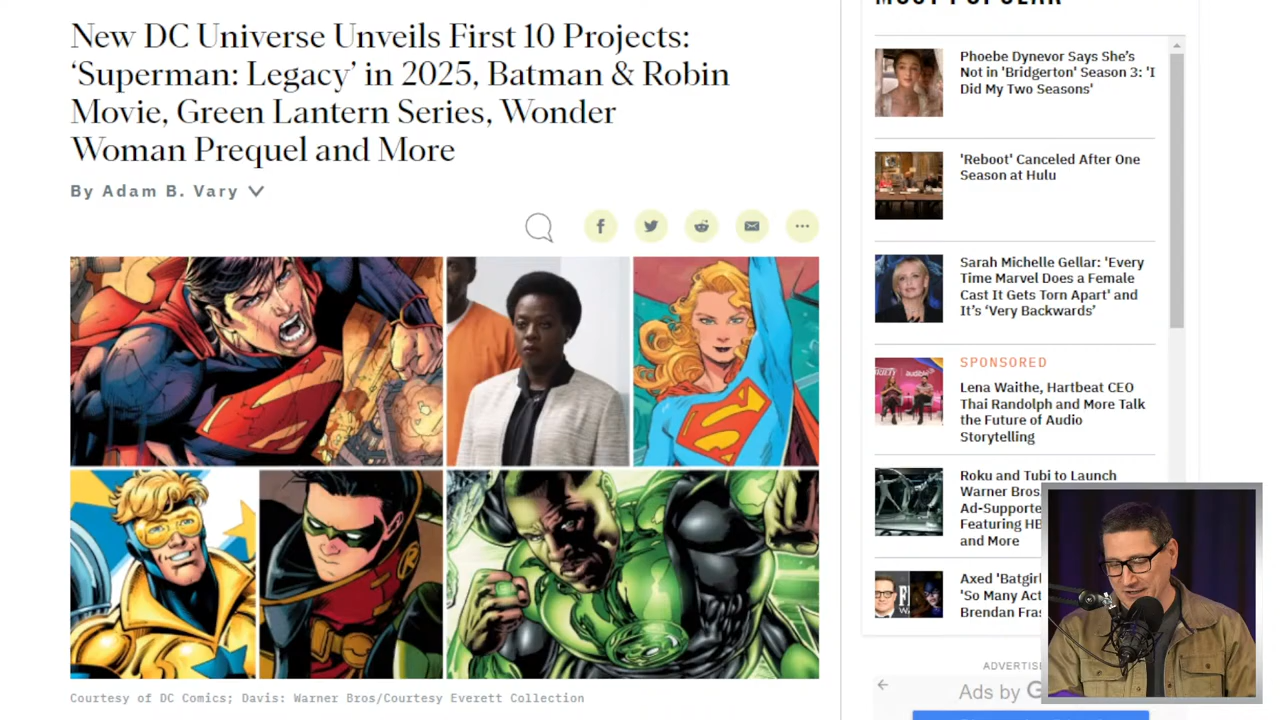 New DC Universe Unveils First 10 Projects:
‘Superman: Legacy’ in 2025, Batman & Robin
Movie, Green Lantern Series, Wonder
Woman Prequel and More
By Adam B. Vary
Courtesy of DC Comics; Davis: Warner Bros/Courtesy Everett Collection
MOST POPULAR
Phoebe Dynevor Says She’s
Not in 'Bridgerton' Season 3: 'I
Did My Two Seasons'
'Reboot' Canceled After One
Season at Hulu
Sarah Michelle Gellar: 'Every
Time Marvel Does a Female
Cast It Gets Torn Apart' and
It’s ‘Very Backwards’
SPONSORED
Lena Waithe, Hartbeat CEO
Thai Randolph and More Talk
the Future of Audio
Storytelling
Roku and Tubi to Launch
Warner Bros.
Ad-Supporte
Featuring HB
and More
Axed 'Batgirl
'So Many Act
Brendan Fras
ADVERTISE
Ads by G